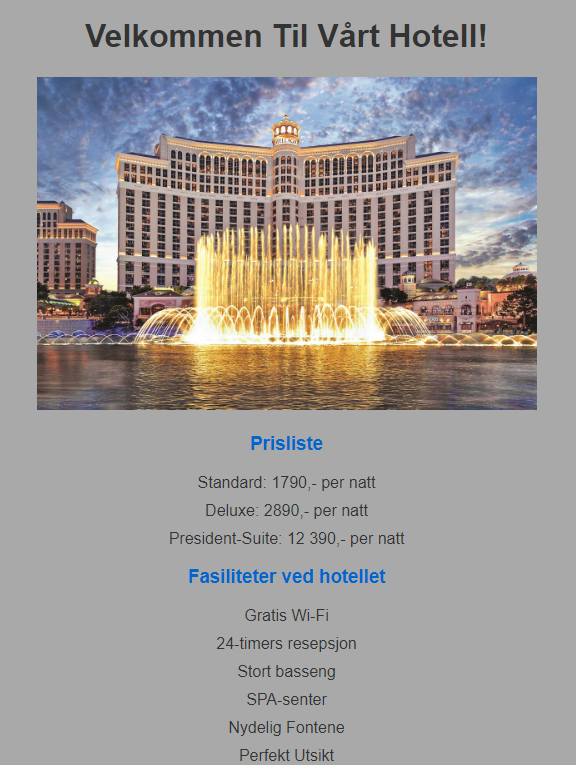 Velkommen Til Vårt Hotell!
Prisliste
Standard: 1790,- per natt
Deluxe: 2890,- per natt
President-Suite: 12 390,- per natt
Fasiliteter ved hotellet
Gratis Wi-Fi
24-timers resepsjon
Stort basseng
SPA-senter
Nydelig Fontene
Perfekt Utsikt